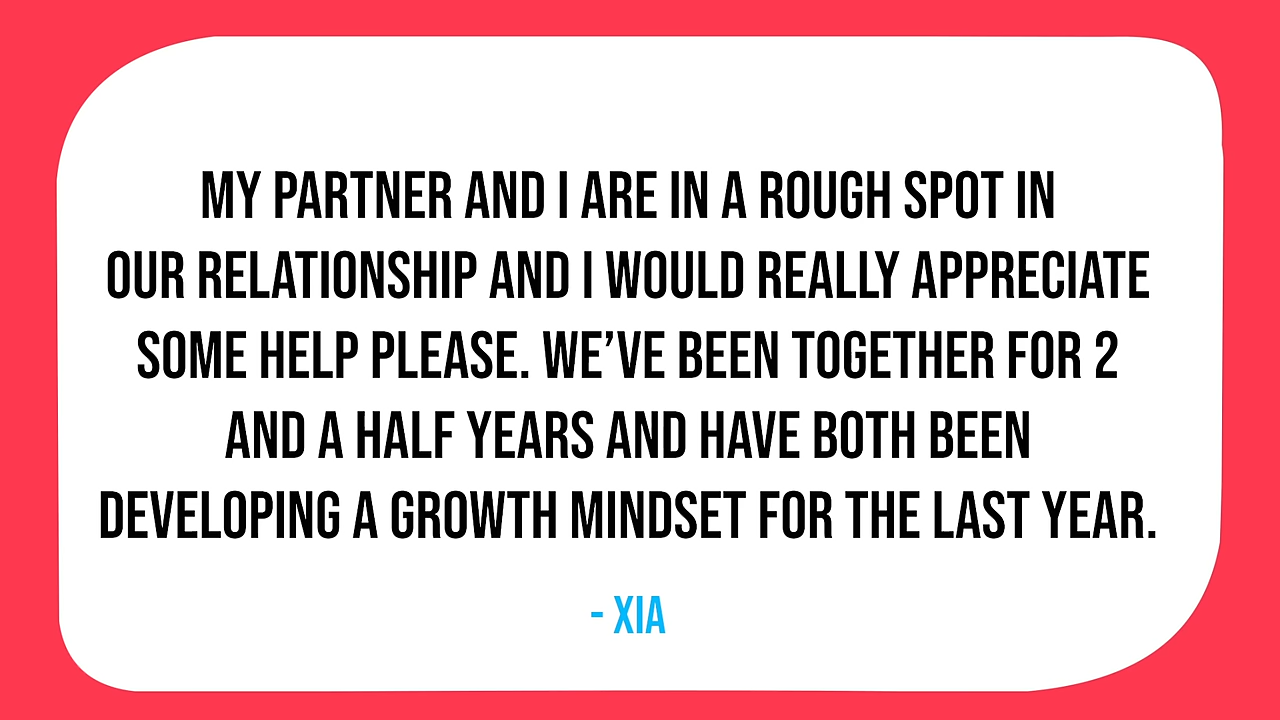 MY PARTNER AND I ARE IN A ROUGH SPOT IN
OUR RELATIONSHIP AND I WOULD REALLY APPRECIATE
SOME HELP PLEASE. WE’VE BEEN TOGETHER FOR 2
AND A HALF YEARS AND HAVE BOTH BEEN
DEVELOPING A GROWTH MINDSET FOR THE LAST YEAR.
- XIA